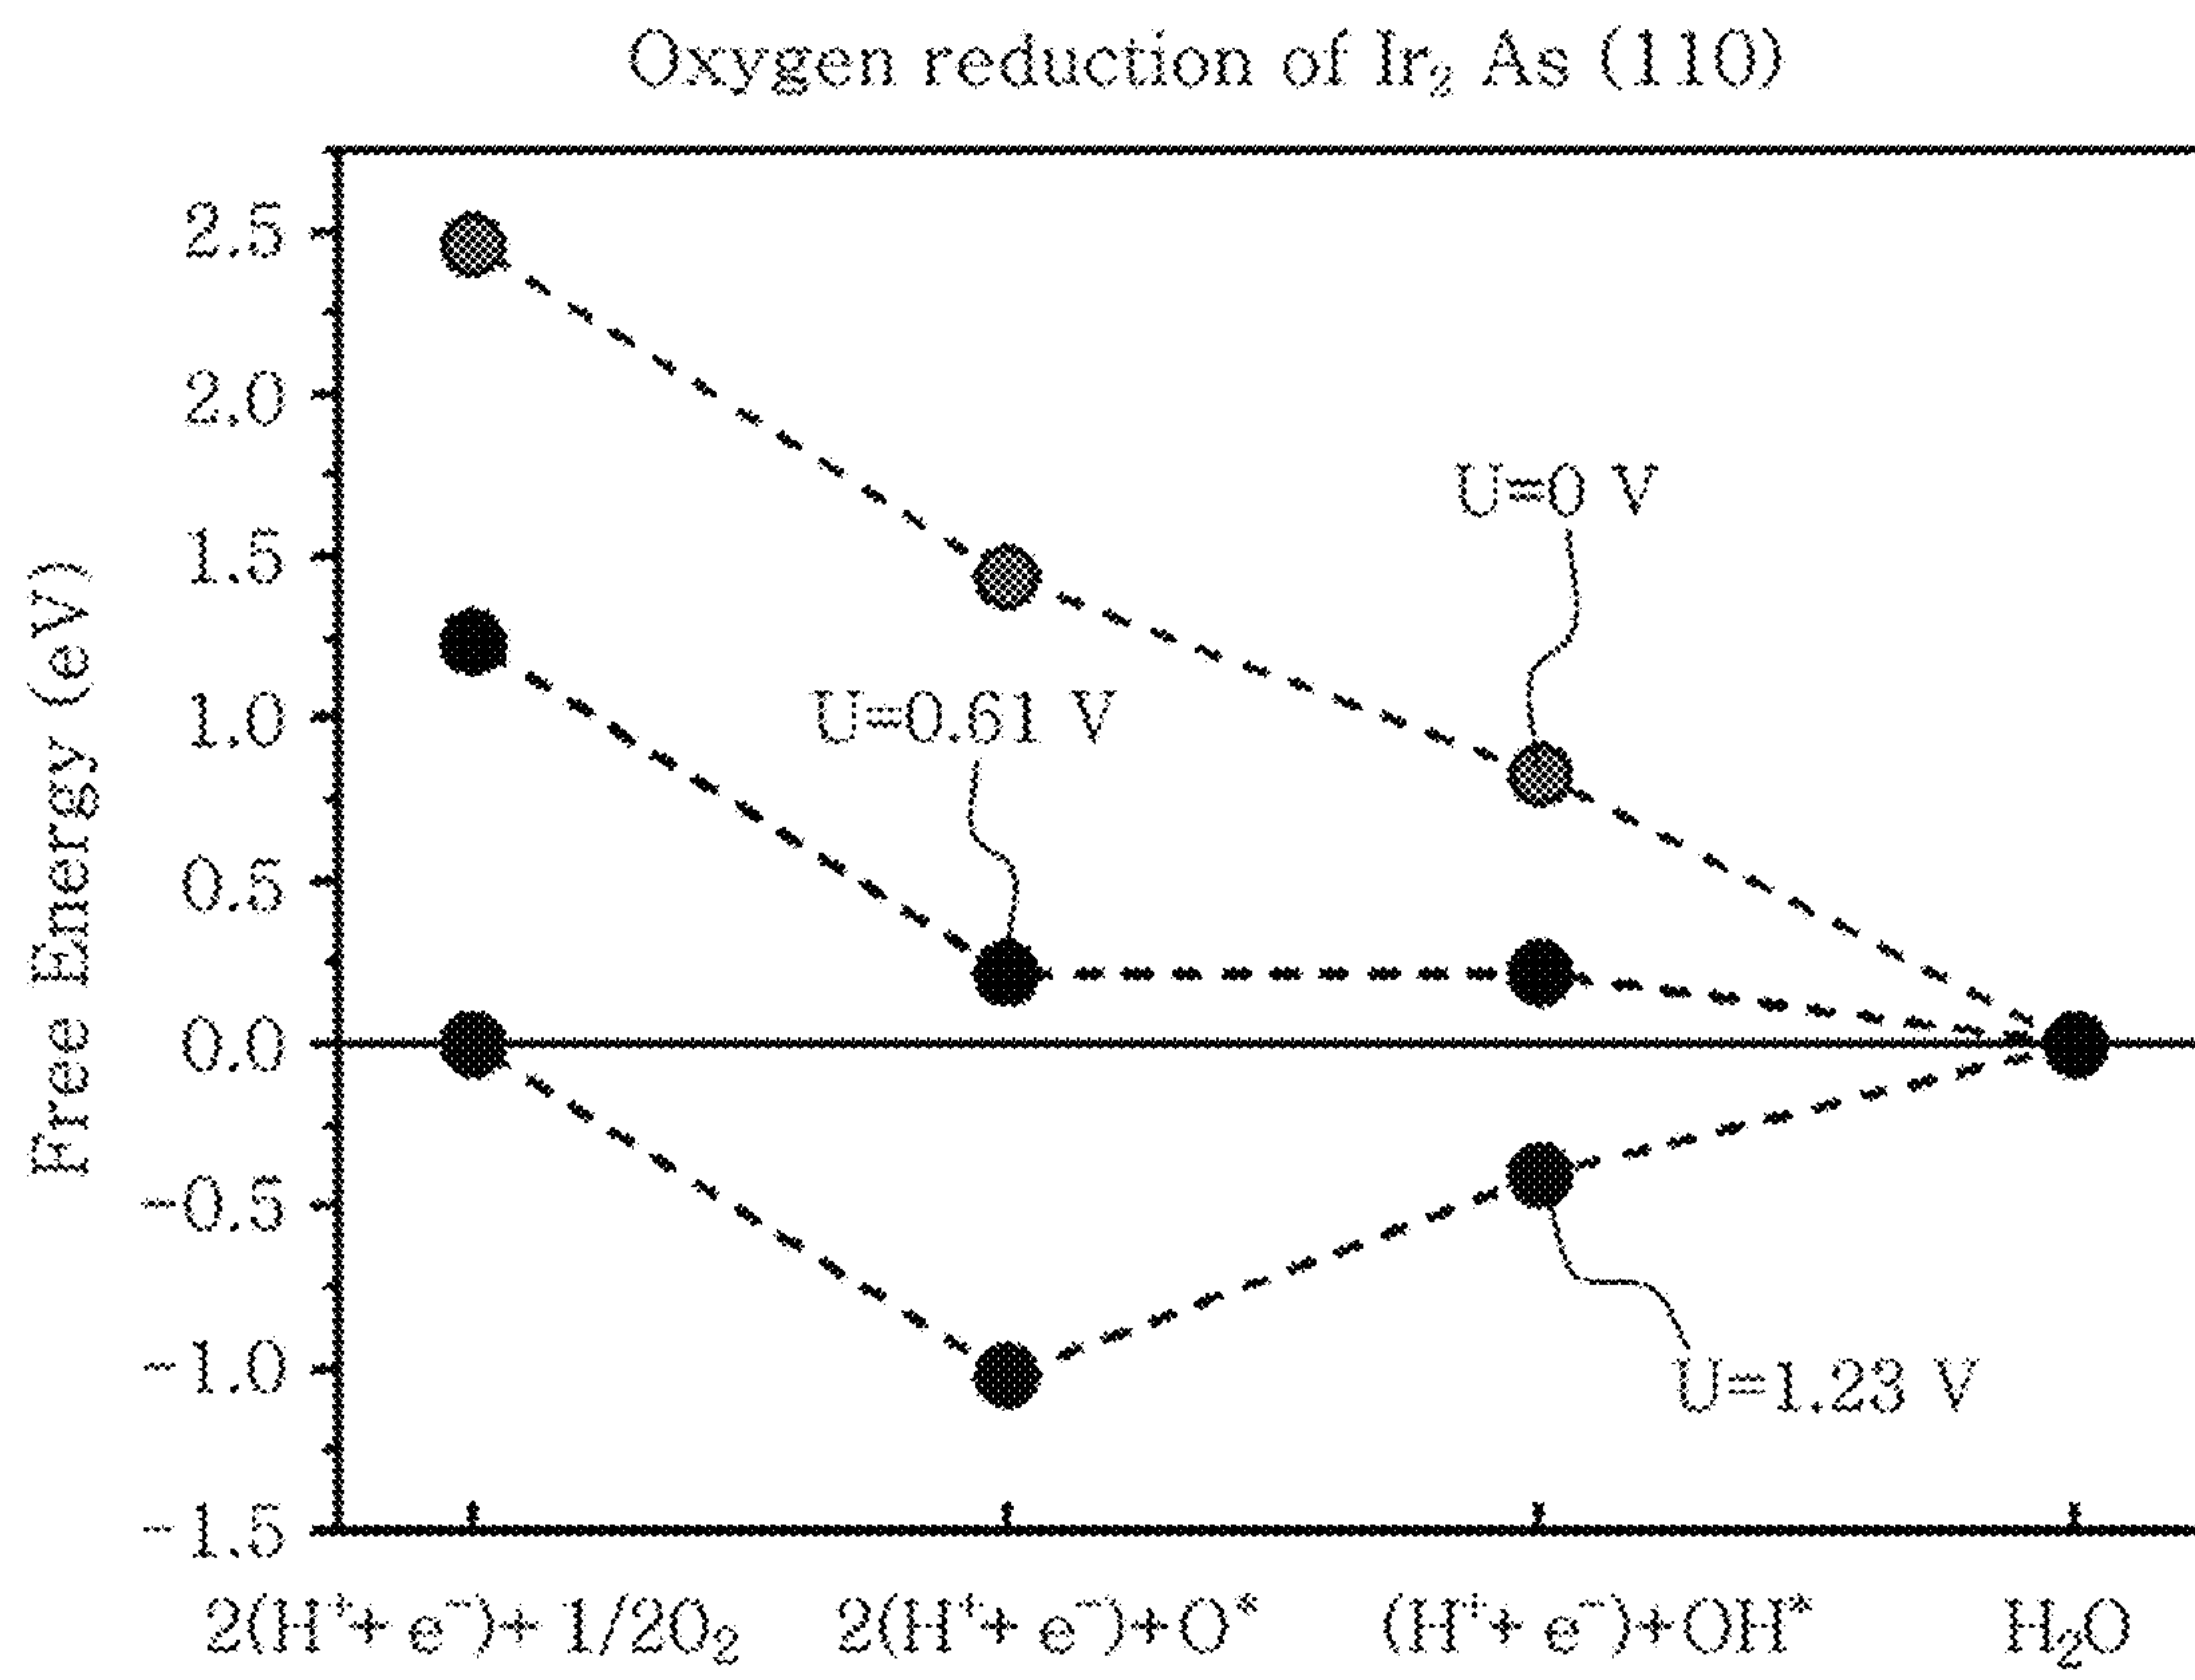 Oxygen reduction of Ir₂ As (110)
Free Energy (eV)
2.5
2.0
1.5
1.0
0.5
0.0
-0.5
-1.0
-1.5
U=0 V
U=0.61 V
U=1.23 V
2(H⁺+ e⁻)+ 1/2O₂
2(H⁺+ e⁻)+O*
(H⁺+ e⁻)+OH*
H₂O